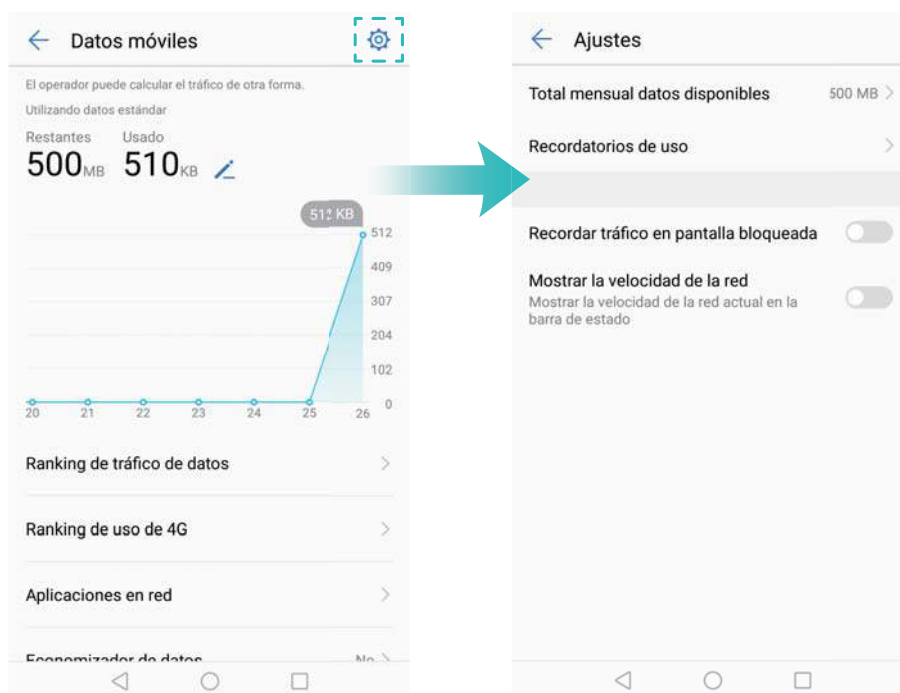 Datos móviles
El operador puede calcular el tráfico de otra forma.
Utilizando datos estándar
Restantes Usado
500MB 510KB
KB
512
409
307
204
102
0
20 21 22 23 24 25 26
Ranking de tráfico de datos
Ranking de uso de 4G
Aplicaciones en red
Economizador de datos No
Ajustes
Total mensual datos disponibles 500 MB
Recordatorios de uso
Recordar tráfico en pantalla bloqueada
Mostrar la velocidad de la red
Mostrar la velocidad de la red actual en la
barra de estado